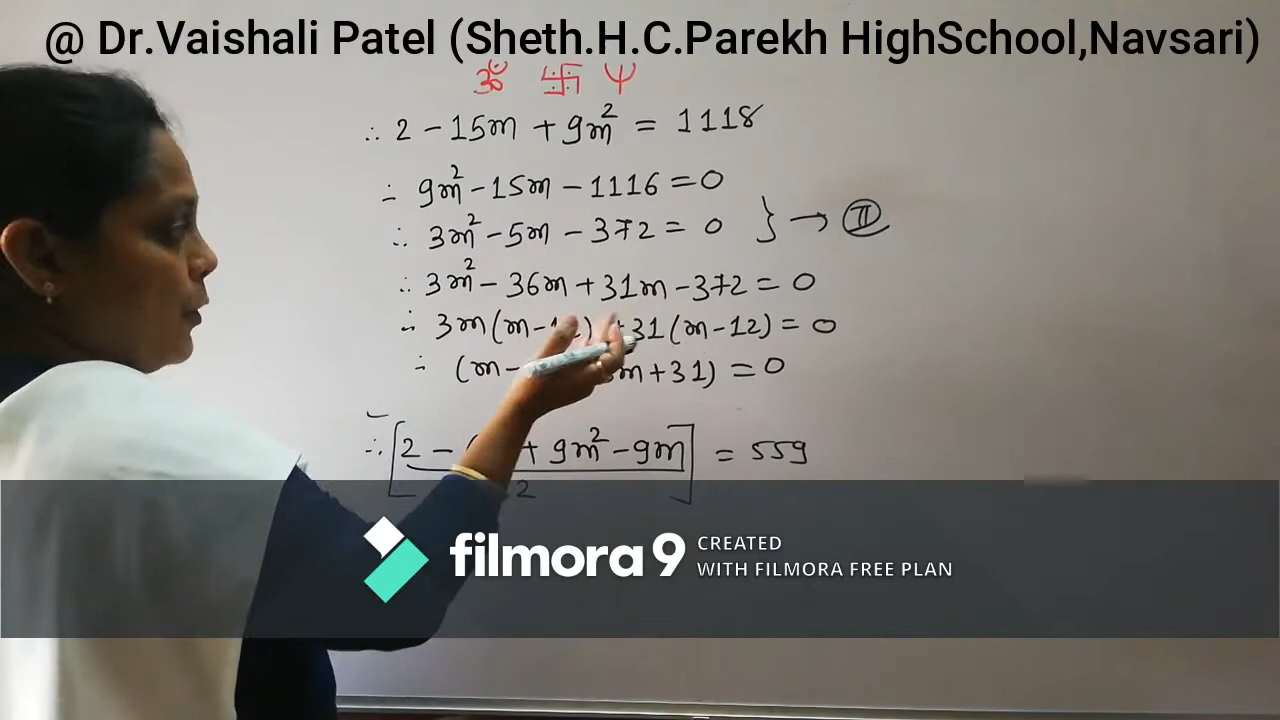 @ Dr.Vaishali Patel (Sheth.H.C.Parekh HighSchool,Navsari)
ॐ 卐 Ψ
∴ 2 - 15m + 9m² = 1118
∴ 9m² - 15m - 1116 = 0
∴ 3m² - 5m - 372 = 0 } → Ⅱ
∴ 3m² - 36m + 31m - 372 = 0
∴ 3m(m-12) +31(m-12) = 0
∴ (m- m+31) = 0
∴ [2 - + 9m² - 9m] = 559
2
filmora9 CREATED
WITH FILMORA FREE PLAN